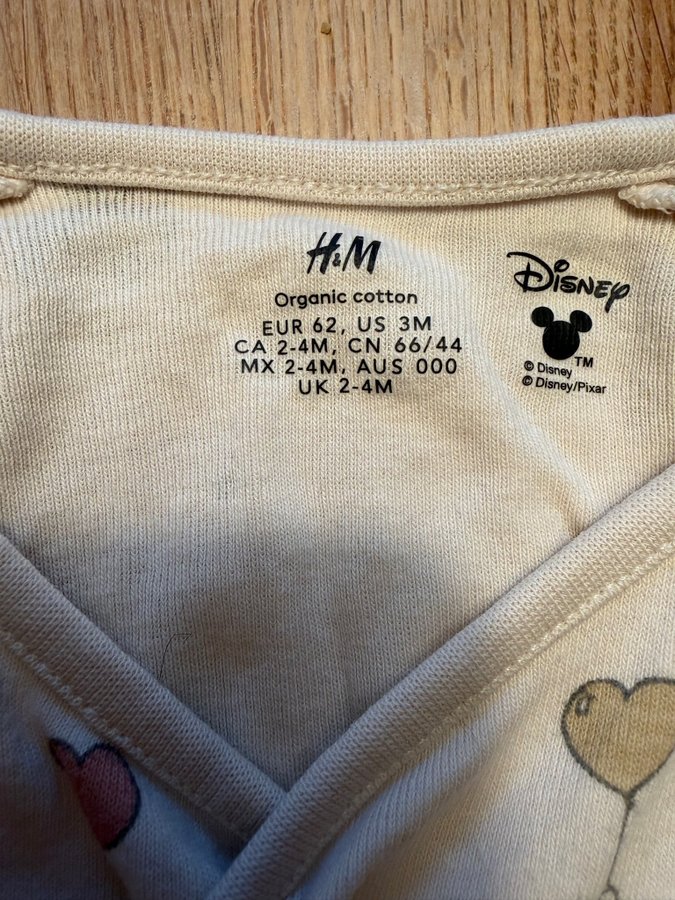 H&M
Organic cotton
EUR 62, US 3M
CA 2-4M, CN 66/44
MX 2-4M, AUS 000
UK 2-4M
Disney
TM
© Disney
© Disney/Pixar